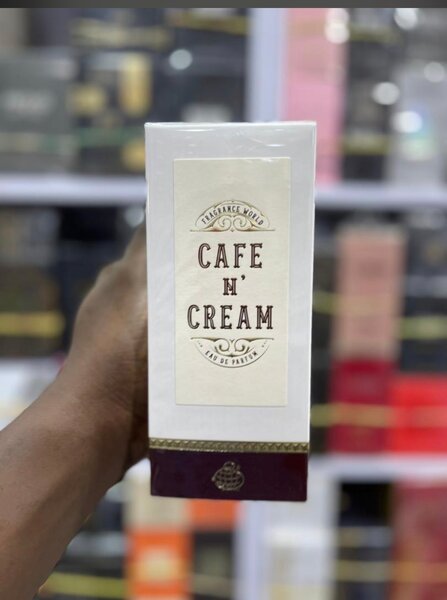 FRAGRANCE WORLD
CAFE
N'
CREAM
EAU DE PARFUM